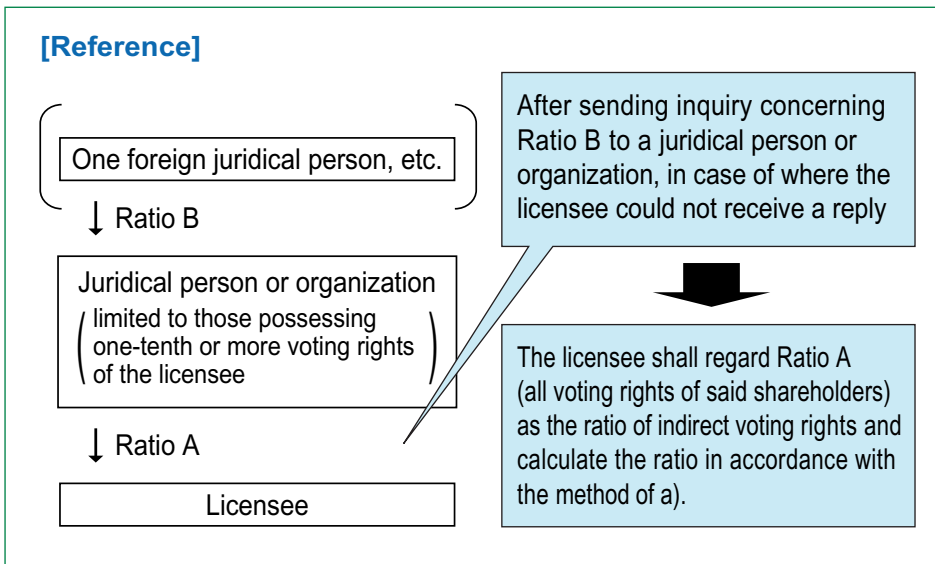 [Reference]
One foreign juridical person, etc.
↓ Ratio B
Juridical person or organization
(limited to those possessing
one-tenth or more voting rights
of the licensee)
↓ Ratio A
Licensee
After sending inquiry concerning
Ratio B to a juridical person or
organization, in case of where the
licensee could not receive a reply
The licensee shall regard Ratio A
(all voting rights of said shareholders)
as the ratio of indirect voting rights and
calculate the ratio in accordance with
the method of a).